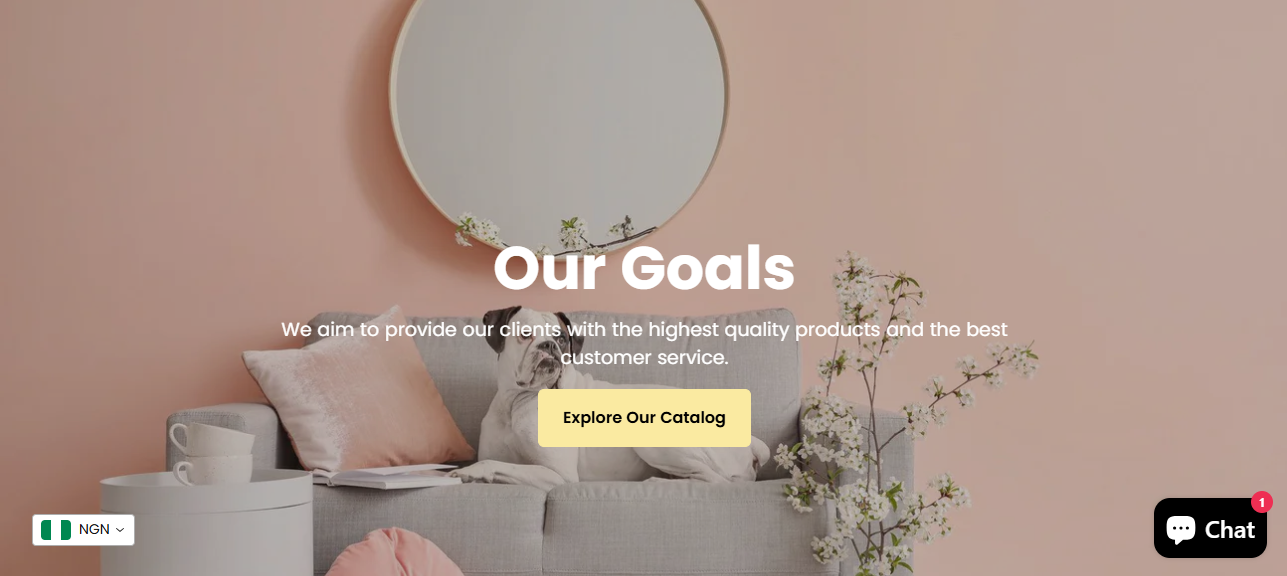 Our Goals
We aim to provide our clients with the highest quality products and the best
customer service.
Explore Our Catalog
NGN
1
Chat